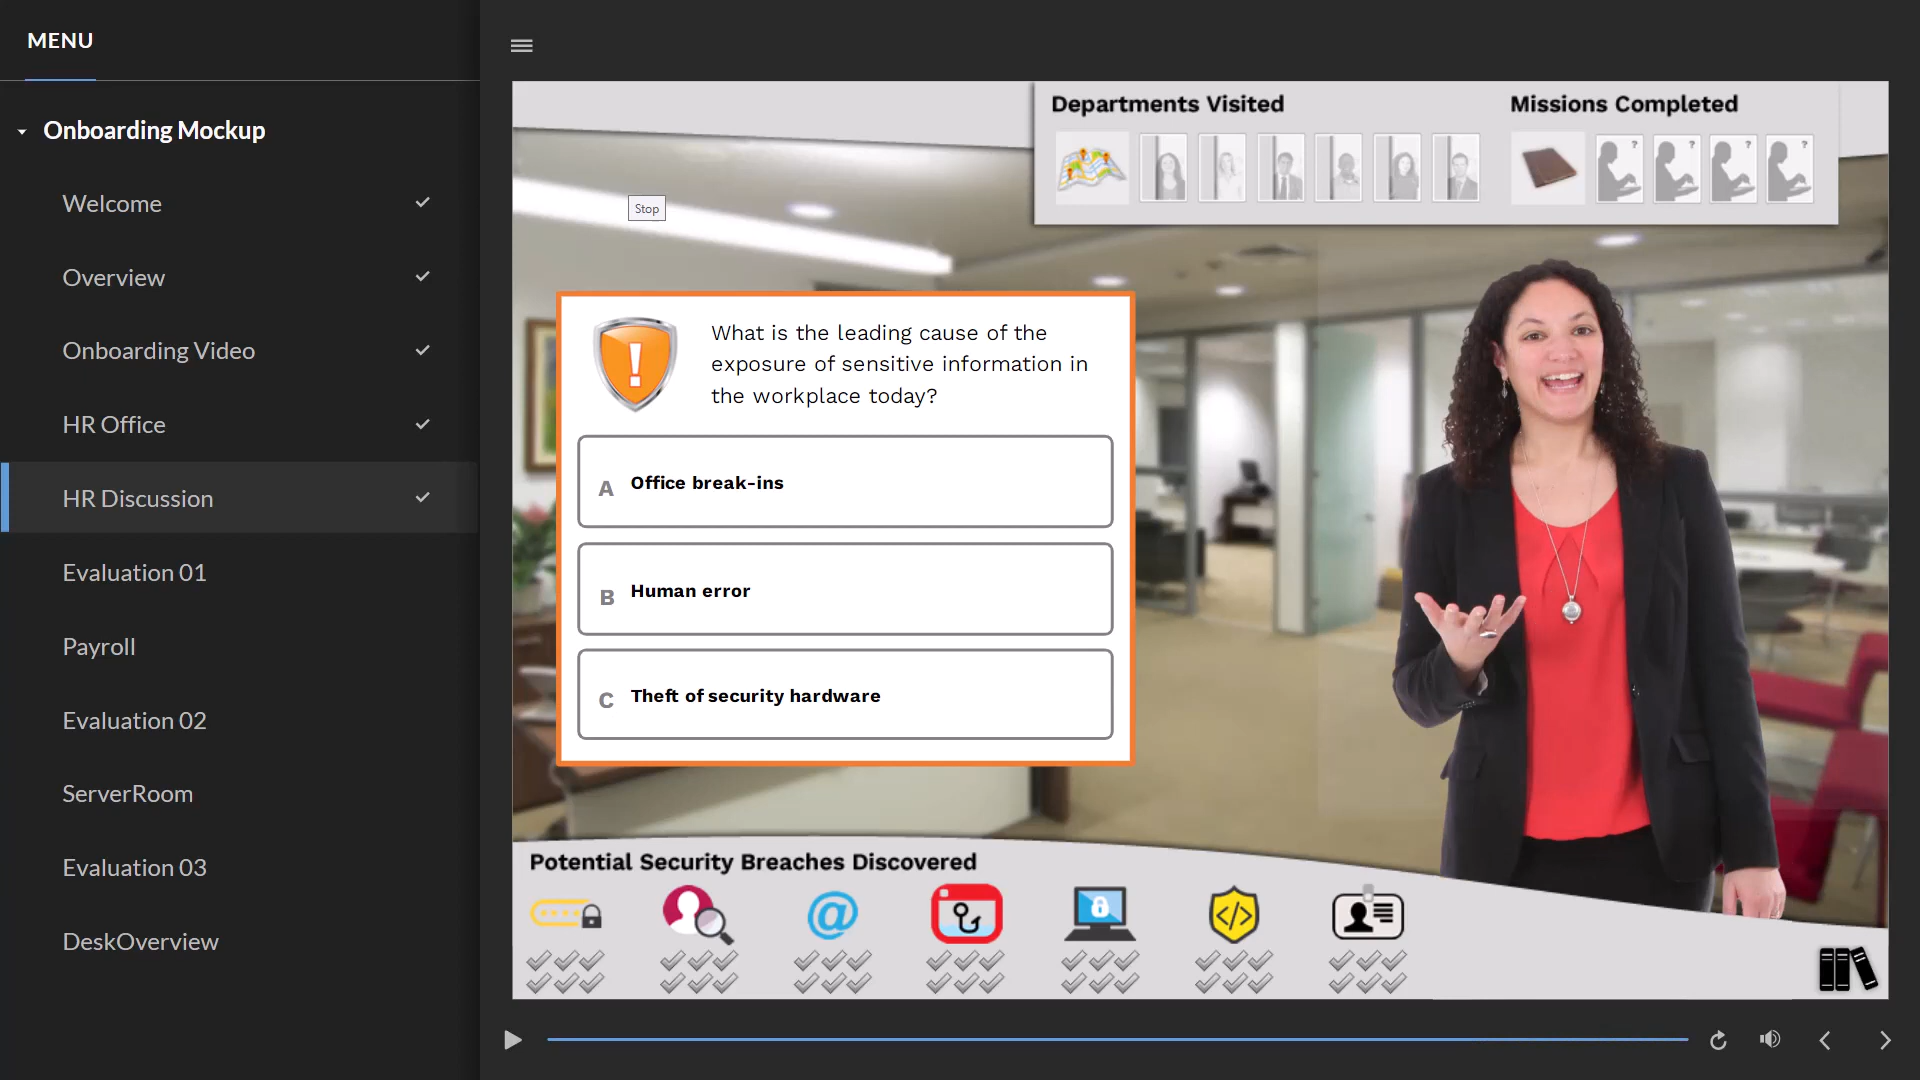 MENU
Onboarding Mockup
Welcome
Overview
Onboarding Video
HR Office
HR Discussion
Evaluation 01
Payroll
Evaluation 02
ServerRoom
Evaluation 03
DeskOverview
Departments Visited
Missions Completed
? ? ? ?
Stop
What is the leading cause of the
exposure of sensitive information in
the workplace today?
A Office break-ins
B Human error
C Theft of security hardware
Potential Security Breaches Discovered